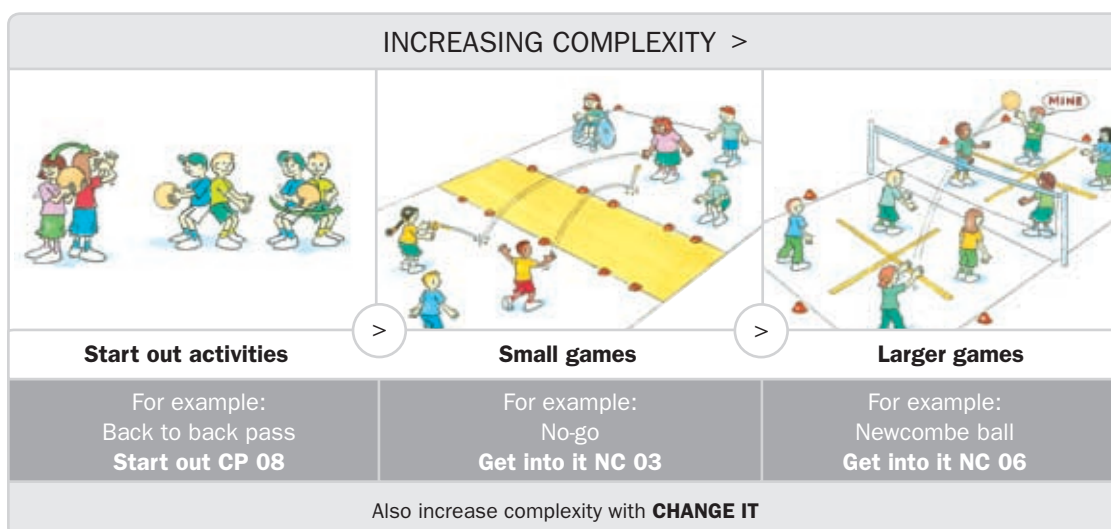 INCREASING COMPLEXITY >
MINE
>
>
Start out activities
Small games
Larger games
For example:
Back to back pass
Start out CP 08
For example:
No-go
Get into it NC 03
For example:
Newcombe ball
Get into it NC 06
Also increase complexity with CHANGE IT